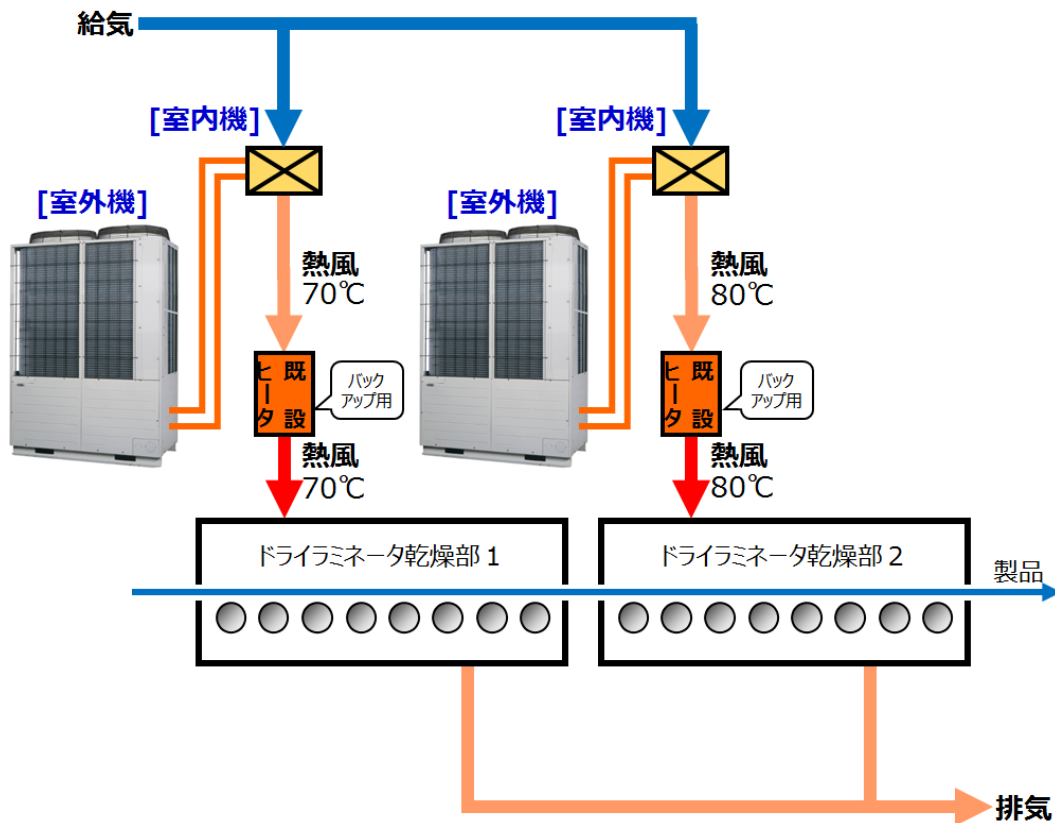 給気
[室内機]
[室内機]
[室外機]
[室外機]
熱風
70℃
熱風
80℃
既設
ヒータ
バック
アップ用
既設
ヒータ
バック
アップ用
熱風
70℃
熱風
80℃
ドライラミネータ乾燥部 1
ドライラミネータ乾燥部 2
製品
排気